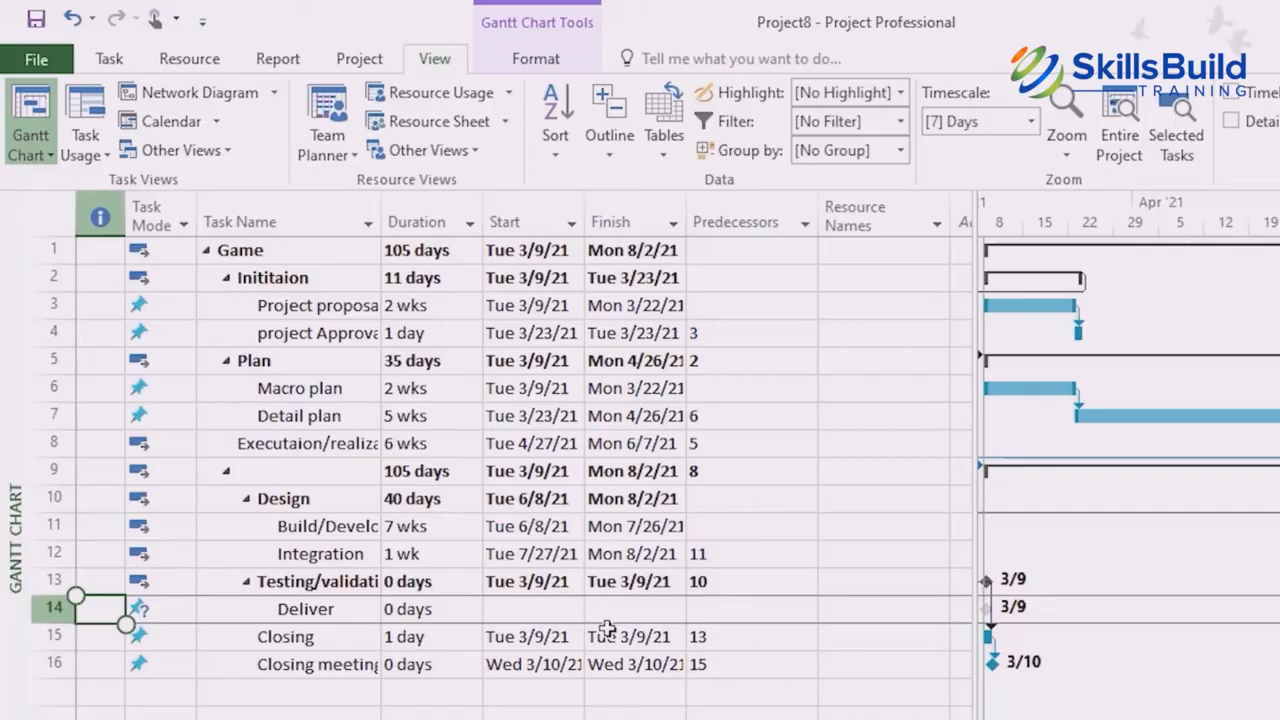 Gantt Chart Tools
Project8 - Project Professional
File Task Resource Report Project View Format Tell me what you want to do...
SkillsBuild
TRAINING
Gantt Chart
Task Usage
Network Diagram
Calendar
Other Views
Task Views
Team Planner
Resource Usage
Resource Sheet
Other Views
Resource Views
Sort
Outline
Tables
Highlight: [No Highlight]
Filter: [No Filter]
Group by: [No Group]
Data
Timescale:
[7] Days
Zoom
Entire Project
Selected Tasks
Zoom
Task Mode Task Name Duration Start Finish Predecessors Resource Names
1 Apr '21
8 15 22 29 5 12 19
1 Game 105 days Tue 3/9/21 Mon 8/2/21
2 Inititaion 11 days Tue 3/9/21 Tue 3/23/21
3 Project proposa 2 wks Tue 3/9/21 Mon 3/22/21
4 project Approva 1 day Tue 3/23/21 Tue 3/23/21 3
5 Plan 35 days Tue 3/9/21 Mon 4/26/21 2
6 Macro plan 2 wks Tue 3/9/21 Mon 3/22/21
7 Detail plan 5 wks Tue 3/23/21 Mon 4/26/21 6
8 Executaion/realiza 6 wks Tue 4/27/21 Mon 6/7/21 5
9 105 days Tue 3/9/21 Mon 8/2/21 8
10 Design 40 days Tue 6/8/21 Mon 8/2/21
11 Build/Develc 7 wks Tue 6/8/21 Mon 7/26/21
12 Integration 1 wk Tue 7/27/21 Mon 8/2/21 11
13 Testing/validati 0 days Tue 3/9/21 Tue 3/9/21 10 3/9
14 Deliver 0 days 3/9
15 Closing 1 day Tue 3/9/21 Tue 3/9/21 13
16 Closing meeting 0 days Wed 3/10/21 Wed 3/10/21 15 3/10
GANTT CHART